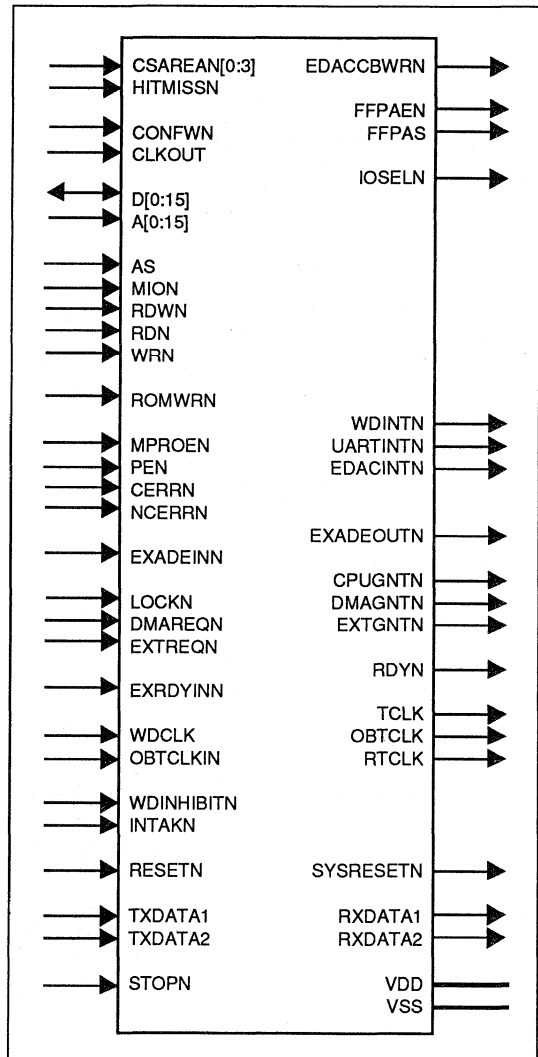 CSAREAN[0:3]
HITMISSN
CONFWN
CLKOUT
D[0:15]
A[0:15]
AS
MION
RDWN
RDN
WRN
ROMWRN
MPROEN
PEN
CERRN
NCERRN
EXADEINN
LOCKN
DMAREQN
EXTREQN
EXRDYINN
WDCLK
OBTCLKIN
WDINHIBITN
INTAKN
RESETN
TXDATA1
TXDATA2
STOPN
EDACCBWRN
FFPAEN
FFPAS
IOSELN
WDINTN
UARTINTN
EDACINTN
EXADEOUTN
CPUGNTN
DMAGNTN
EXTGNTN
RDYN
TCLK
OBTCLK
RTCLK
SYSRESETN
RXDATA1
RXDATA2
VDD
VSS